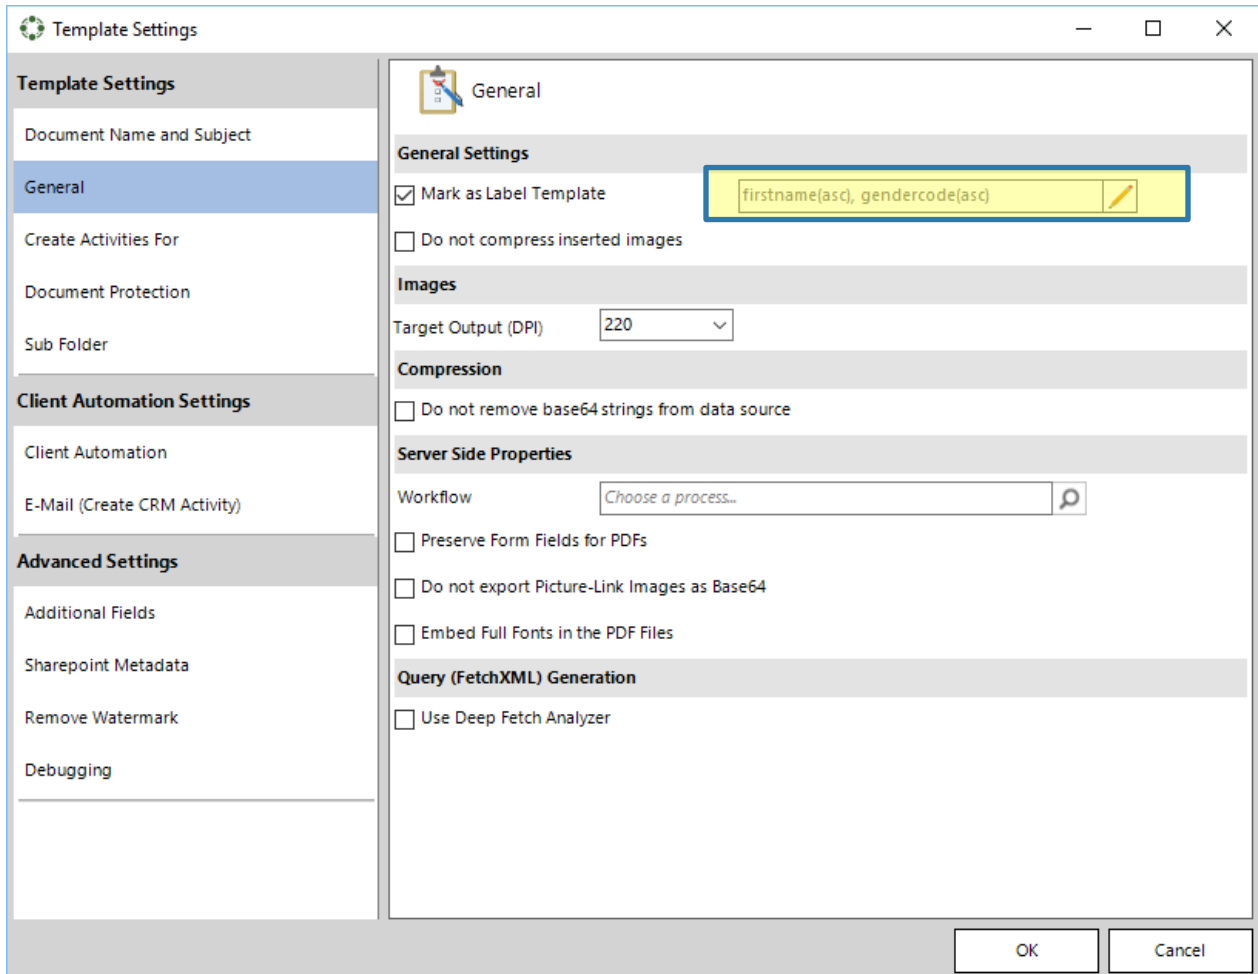 Template Settings
Template Settings
Document Name and Subject
General
Create Activities For
Document Protection
Sub Folder
Client Automation Settings
Client Automation
E-Mail (Create CRM Activity)
Advanced Settings
Additional Fields
Sharepoint Metadata
Remove Watermark
Debugging
General
General Settings
Mark as Label Template firstname(asc), gendercode(asc)
Do not compress inserted images
Images
Target Output (DPI) 220
Compression
Do not remove base64 strings from data source
Server Side Properties
Workflow Choose a process...
Preserve Form Fields for PDFs
Do not export Picture-Link Images as Base64
Embed Full Fonts in the PDF Files
Query (FetchXML) Generation
Use Deep Fetch Analyzer
OK Cancel